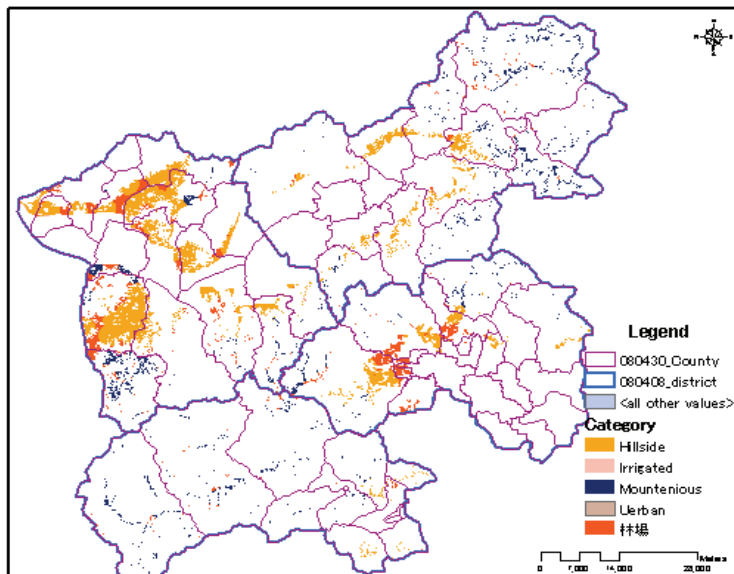 N
Legend
080430_County
080408_district
<all other values>
Category
Hillside
Irrigated
Mountenious
Uerban
林場
Meters
0 7,000 14,000 28,000